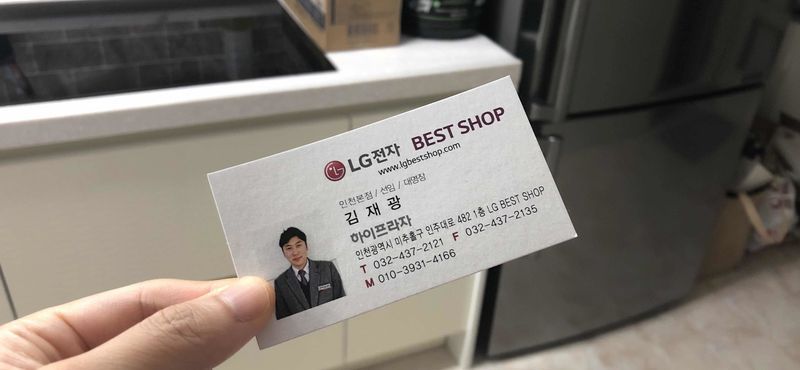 LG전자 BEST SHOP
www.lgbestshop.com
인천본점 / 선임 / 대명장
김 재 광
하이프라자
인천광역시 미추홀구 인주대로 482 1층 LG BEST SHOP
T 032-437-2121 F 032-437-2135
M 010-3931-4166